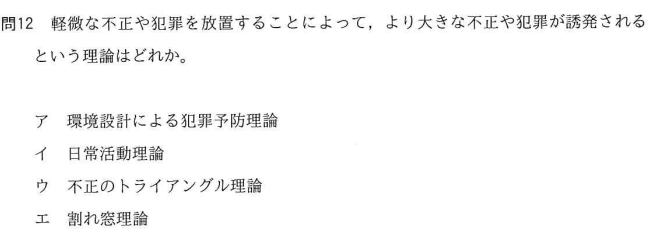 問12　軽微な不正や犯罪を放置することによって，より大きな不正や犯罪が誘発される
という理論はどれか。
ア　環境設計による犯罪予防理論
イ　日常活動理論
ウ　不正のトライアングル理論
エ　割れ窓理論